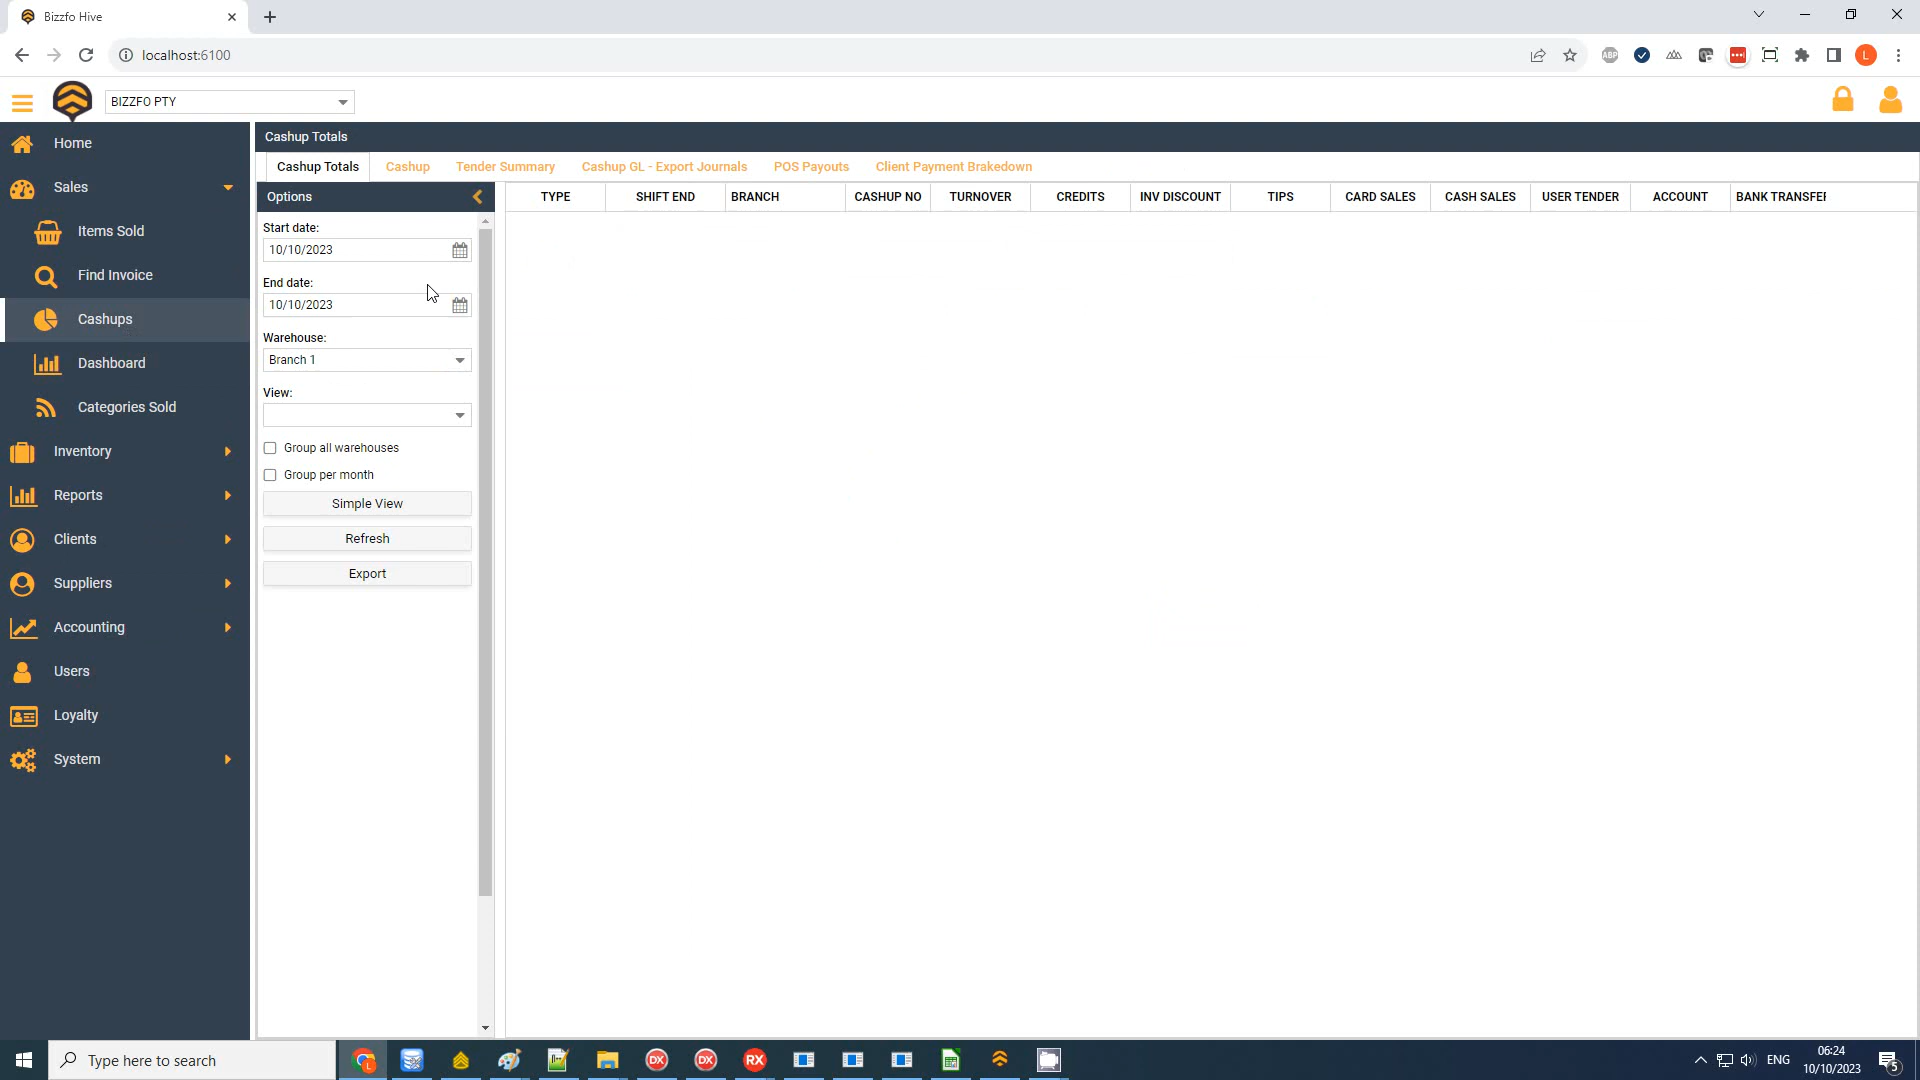 Bizzfo Hive
localhost:6100
BIZZFO PTY
Home
Sales
Items Sold
Find Invoice
Cashups
Dashboard
Categories Sold
Inventory
Reports
Clients
Suppliers
Accounting
Users
Loyalty
System
Cashup Totals
Cashup Totals Cashup Tender Summary Cashup GL - Export Journals POS Payouts Client Payment Brakedown
Options
Start date:
10/10/2023
End date:
10/10/2023
Warehouse:
Branch 1
View:
Group all warehouses
Group per month
Simple View
Refresh
Export
TYPE SHIFT END BRANCH CASHUP NO TURNOVER CREDITS INV DISCOUNT TIPS CARD SALES CASH SALES USER TENDER ACCOUNT BANK TRANSFER
Type here to search
DX DX RX
ENG
06:24
10/10/2023
5
L
ABP
L